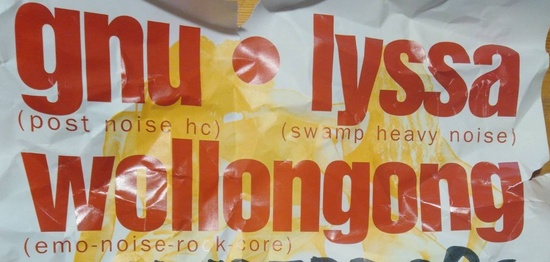 gnu • lyssa
(post noise hc) (swamp heavy noise)
wollongong
(emo-noise-rock-core)